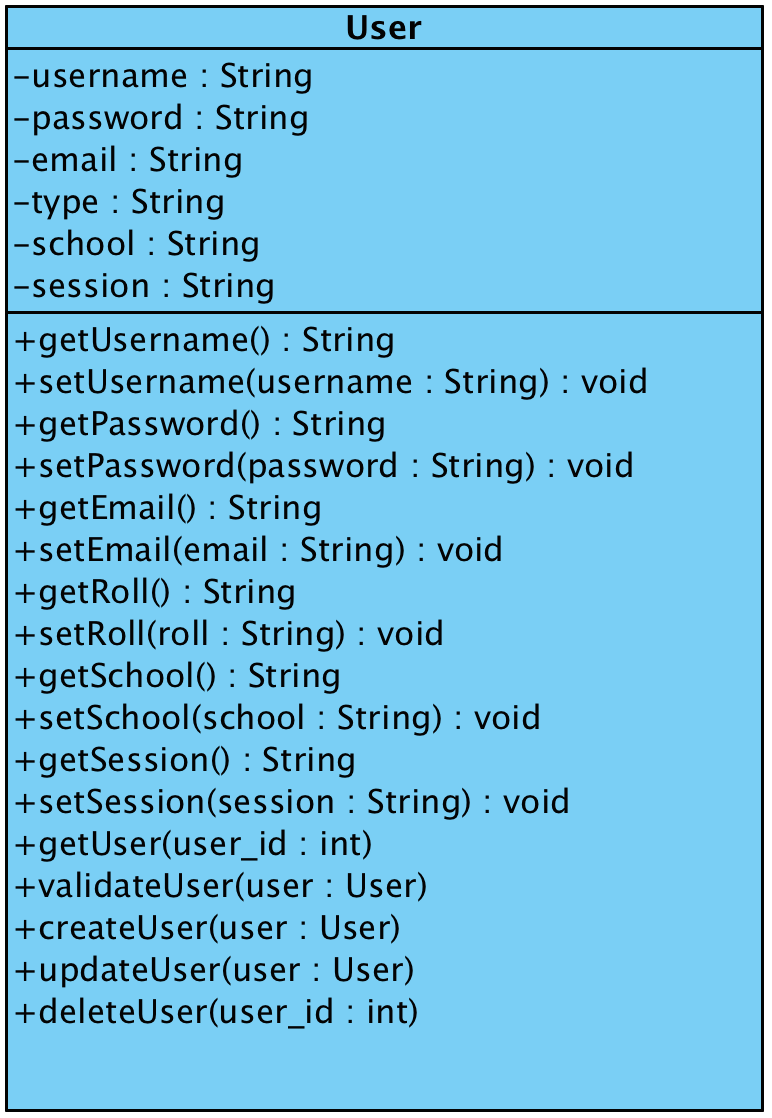 User
-username : String
-password : String
-email : String
-type : String
-school : String
-session : String
+getUsername() : String
+setUsername(username : String) : void
+getPassword() : String
+setPassword(password : String) : void
+getEmail() : String
+setEmail(email : String) : void
+getRoll() : String
+setRoll(roll : String) : void
+getSchool() : String
+setSchool(school : String) : void
+getSession() : String
+setSession(session : String) : void
+getUser(user_id : int)
+validateUser(user : User)
+createUser(user : User)
+updateUser(user : User)
+deleteUser(user_id : int)